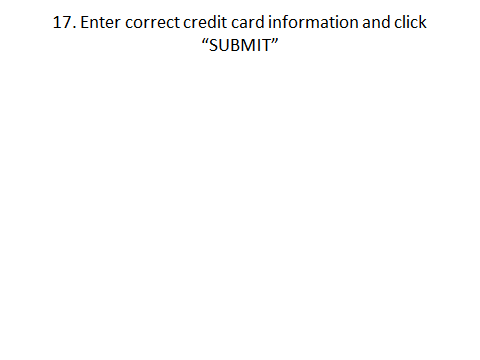 17. Enter correct credit card information and click
“SUBMIT”